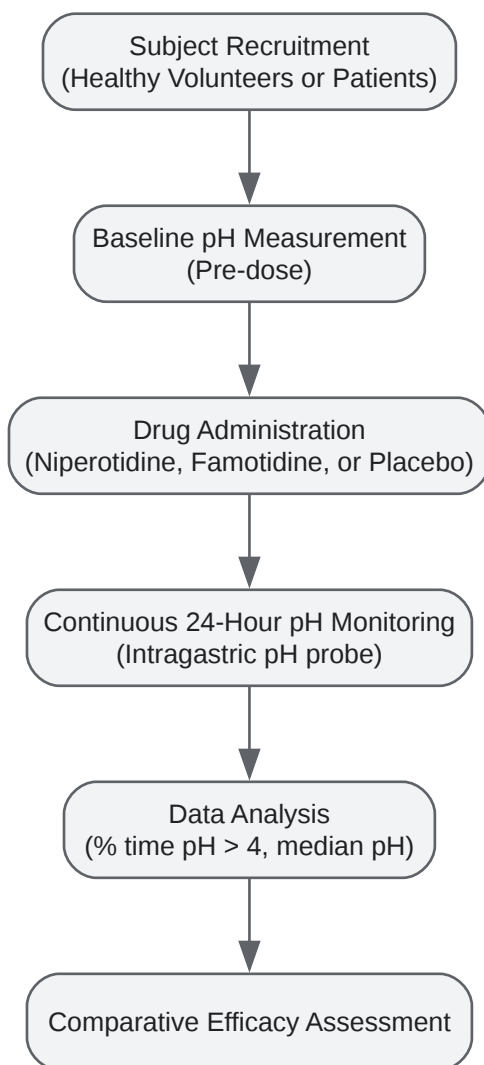 Subject Recruitment
(Healthy Volunteers or Patients)
Baseline pH Measurement
(Pre-dose)
Drug Administration
(Niperotidine, Famotidine, or Placebo)
Continuous 24-Hour pH Monitoring
(Intragastric pH probe)
Data Analysis
(% time pH > 4, median pH)
Comparative Efficacy Assessment